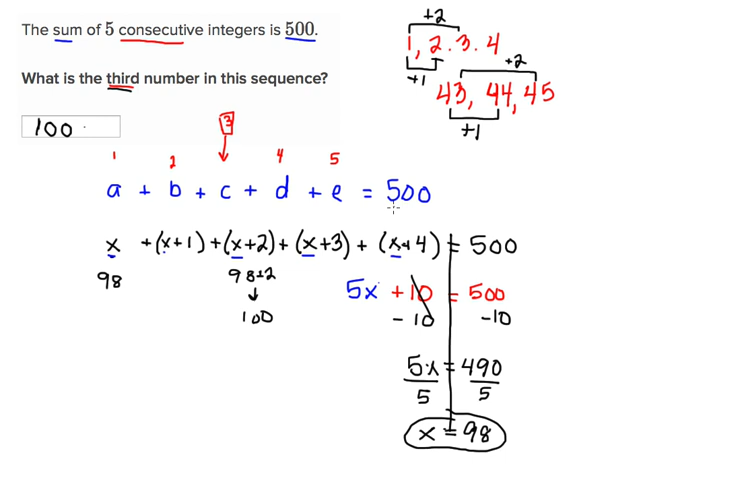 The sum of 5 consecutive integers is 500.
+2
1, 2. 3. 4
+1
What is the third number in this sequence?
+2
43, 44, 45
+1
100
3
1 2 4 5
a + b + c + d + e = 500
x + (x+1) + (x+2) + (x+3) + (x+4) = 500
98 98+2
↓
100
5x + 10 = 500
- 10 -10
5x = 490
5 5
x = 98